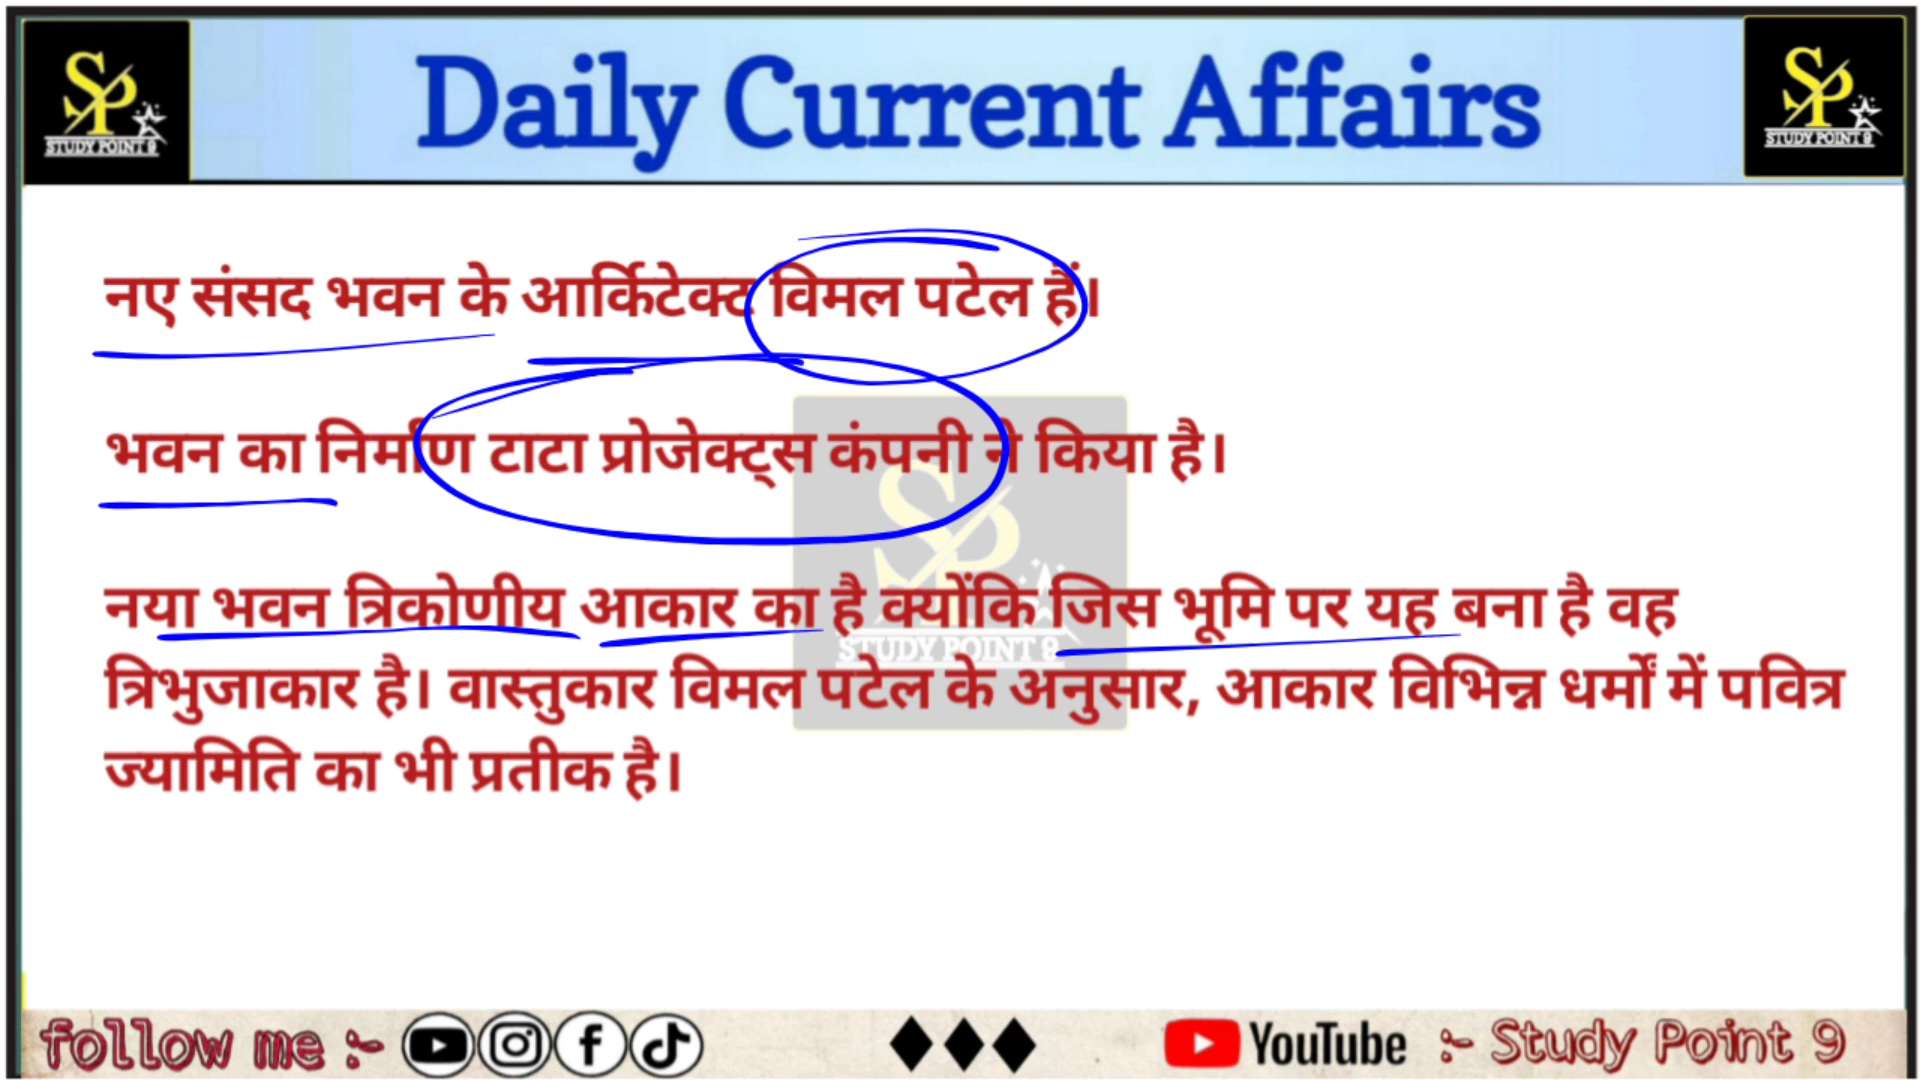 SP
STUDY POINT 9
Daily Current Affairs
SP
STUDY POINT 9
नए संसद भवन के आर्किटेक्ट विमल पटेल हैं।
भवन का निर्माण टाटा प्रोजेक्ट्स कंपनी ने किया है।
नया भवन त्रिकोणीय आकार का है क्योंकि जिस भूमि पर यह बना है वह
त्रिभुजाकार है। वास्तुकार विमल पटेल के अनुसार, आकार विभिन्न धर्मों में पवित्र
ज्यामिति का भी प्रतीक है।
SP
STUDY POINT 9
follow me :-
YouTube :- Study Point 9